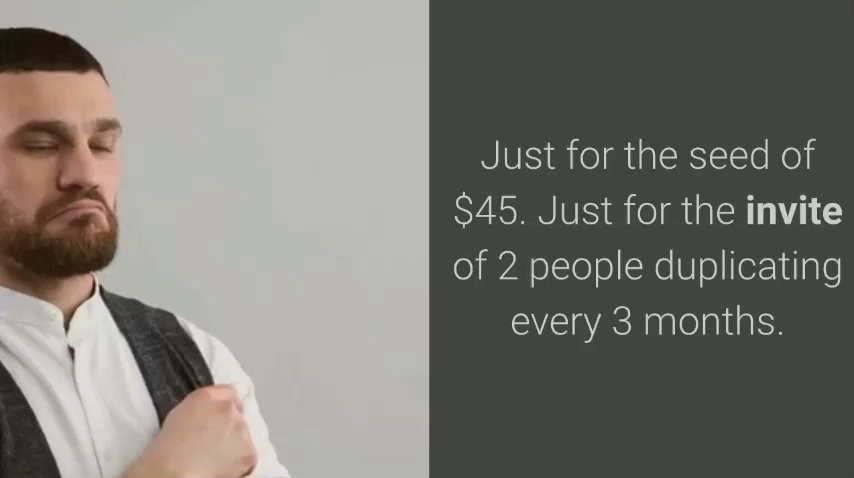 Just for the seed of
$45. Just for the invite
of 2 people duplicating
every 3 months.